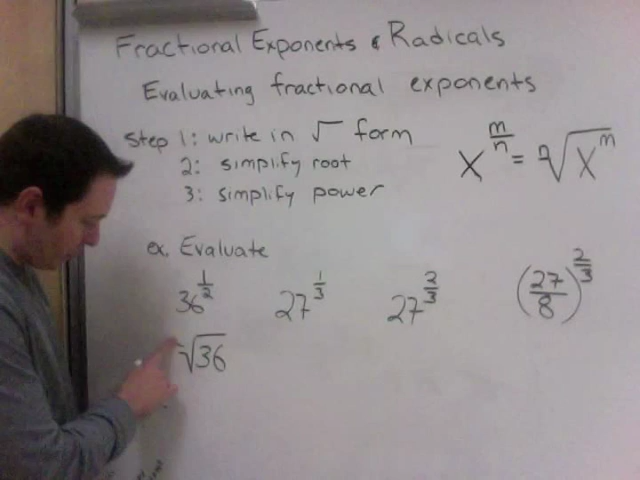 Fractional Exponents & Radicals
Evaluating fractional exponents
Step 1: write in √ form
2: simplify root
3: simplify power
x^(m/n) = ⁿ√(x^m)
ex. Evaluate
36^(1/2) 27^(1/3) 27^(2/3) (27/8)^(2/3)
√36